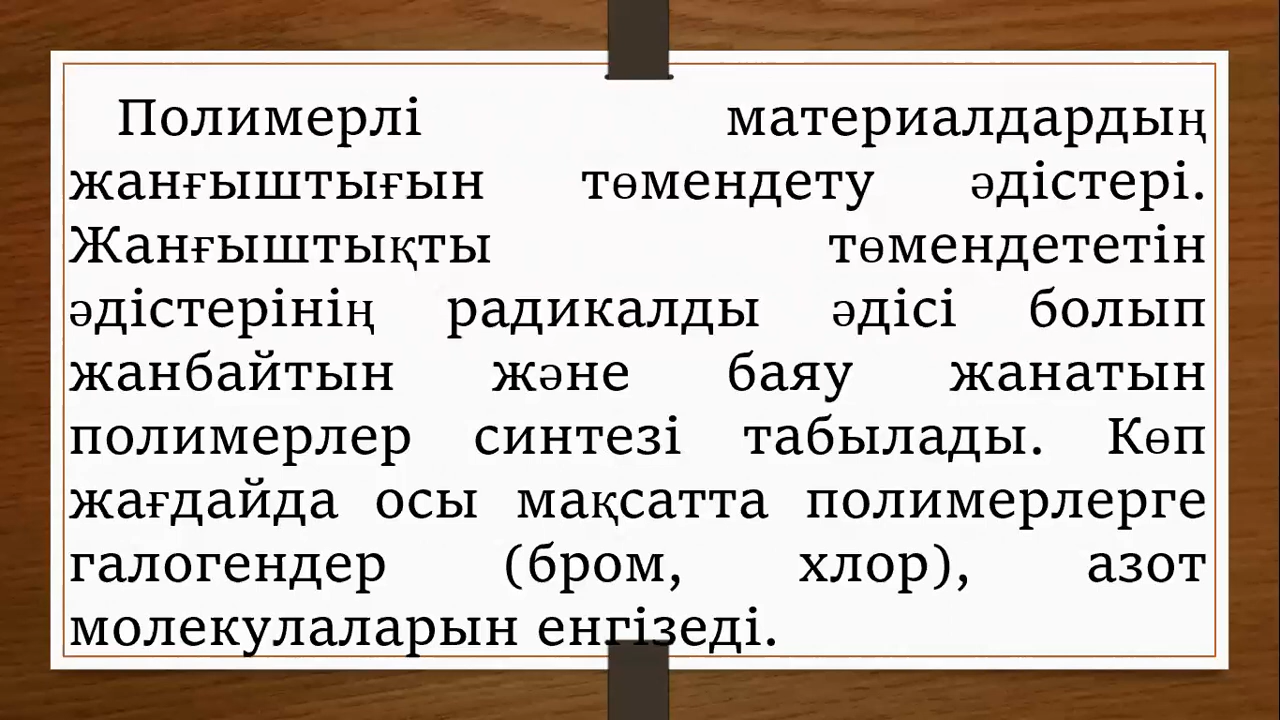 Полимерлі материалдардың
жанғыштығын төмендету әдістері.
Жанғыштықты төмендететін
әдістерінің радикалды әдісі болып
жанбайтын және баяу жанатын
полимерлер синтезі табылады. Көп
жағдайда осы мақсатта полимерлерге
галогендер (бром, хлор), азот
молекулаларын енгізеді.